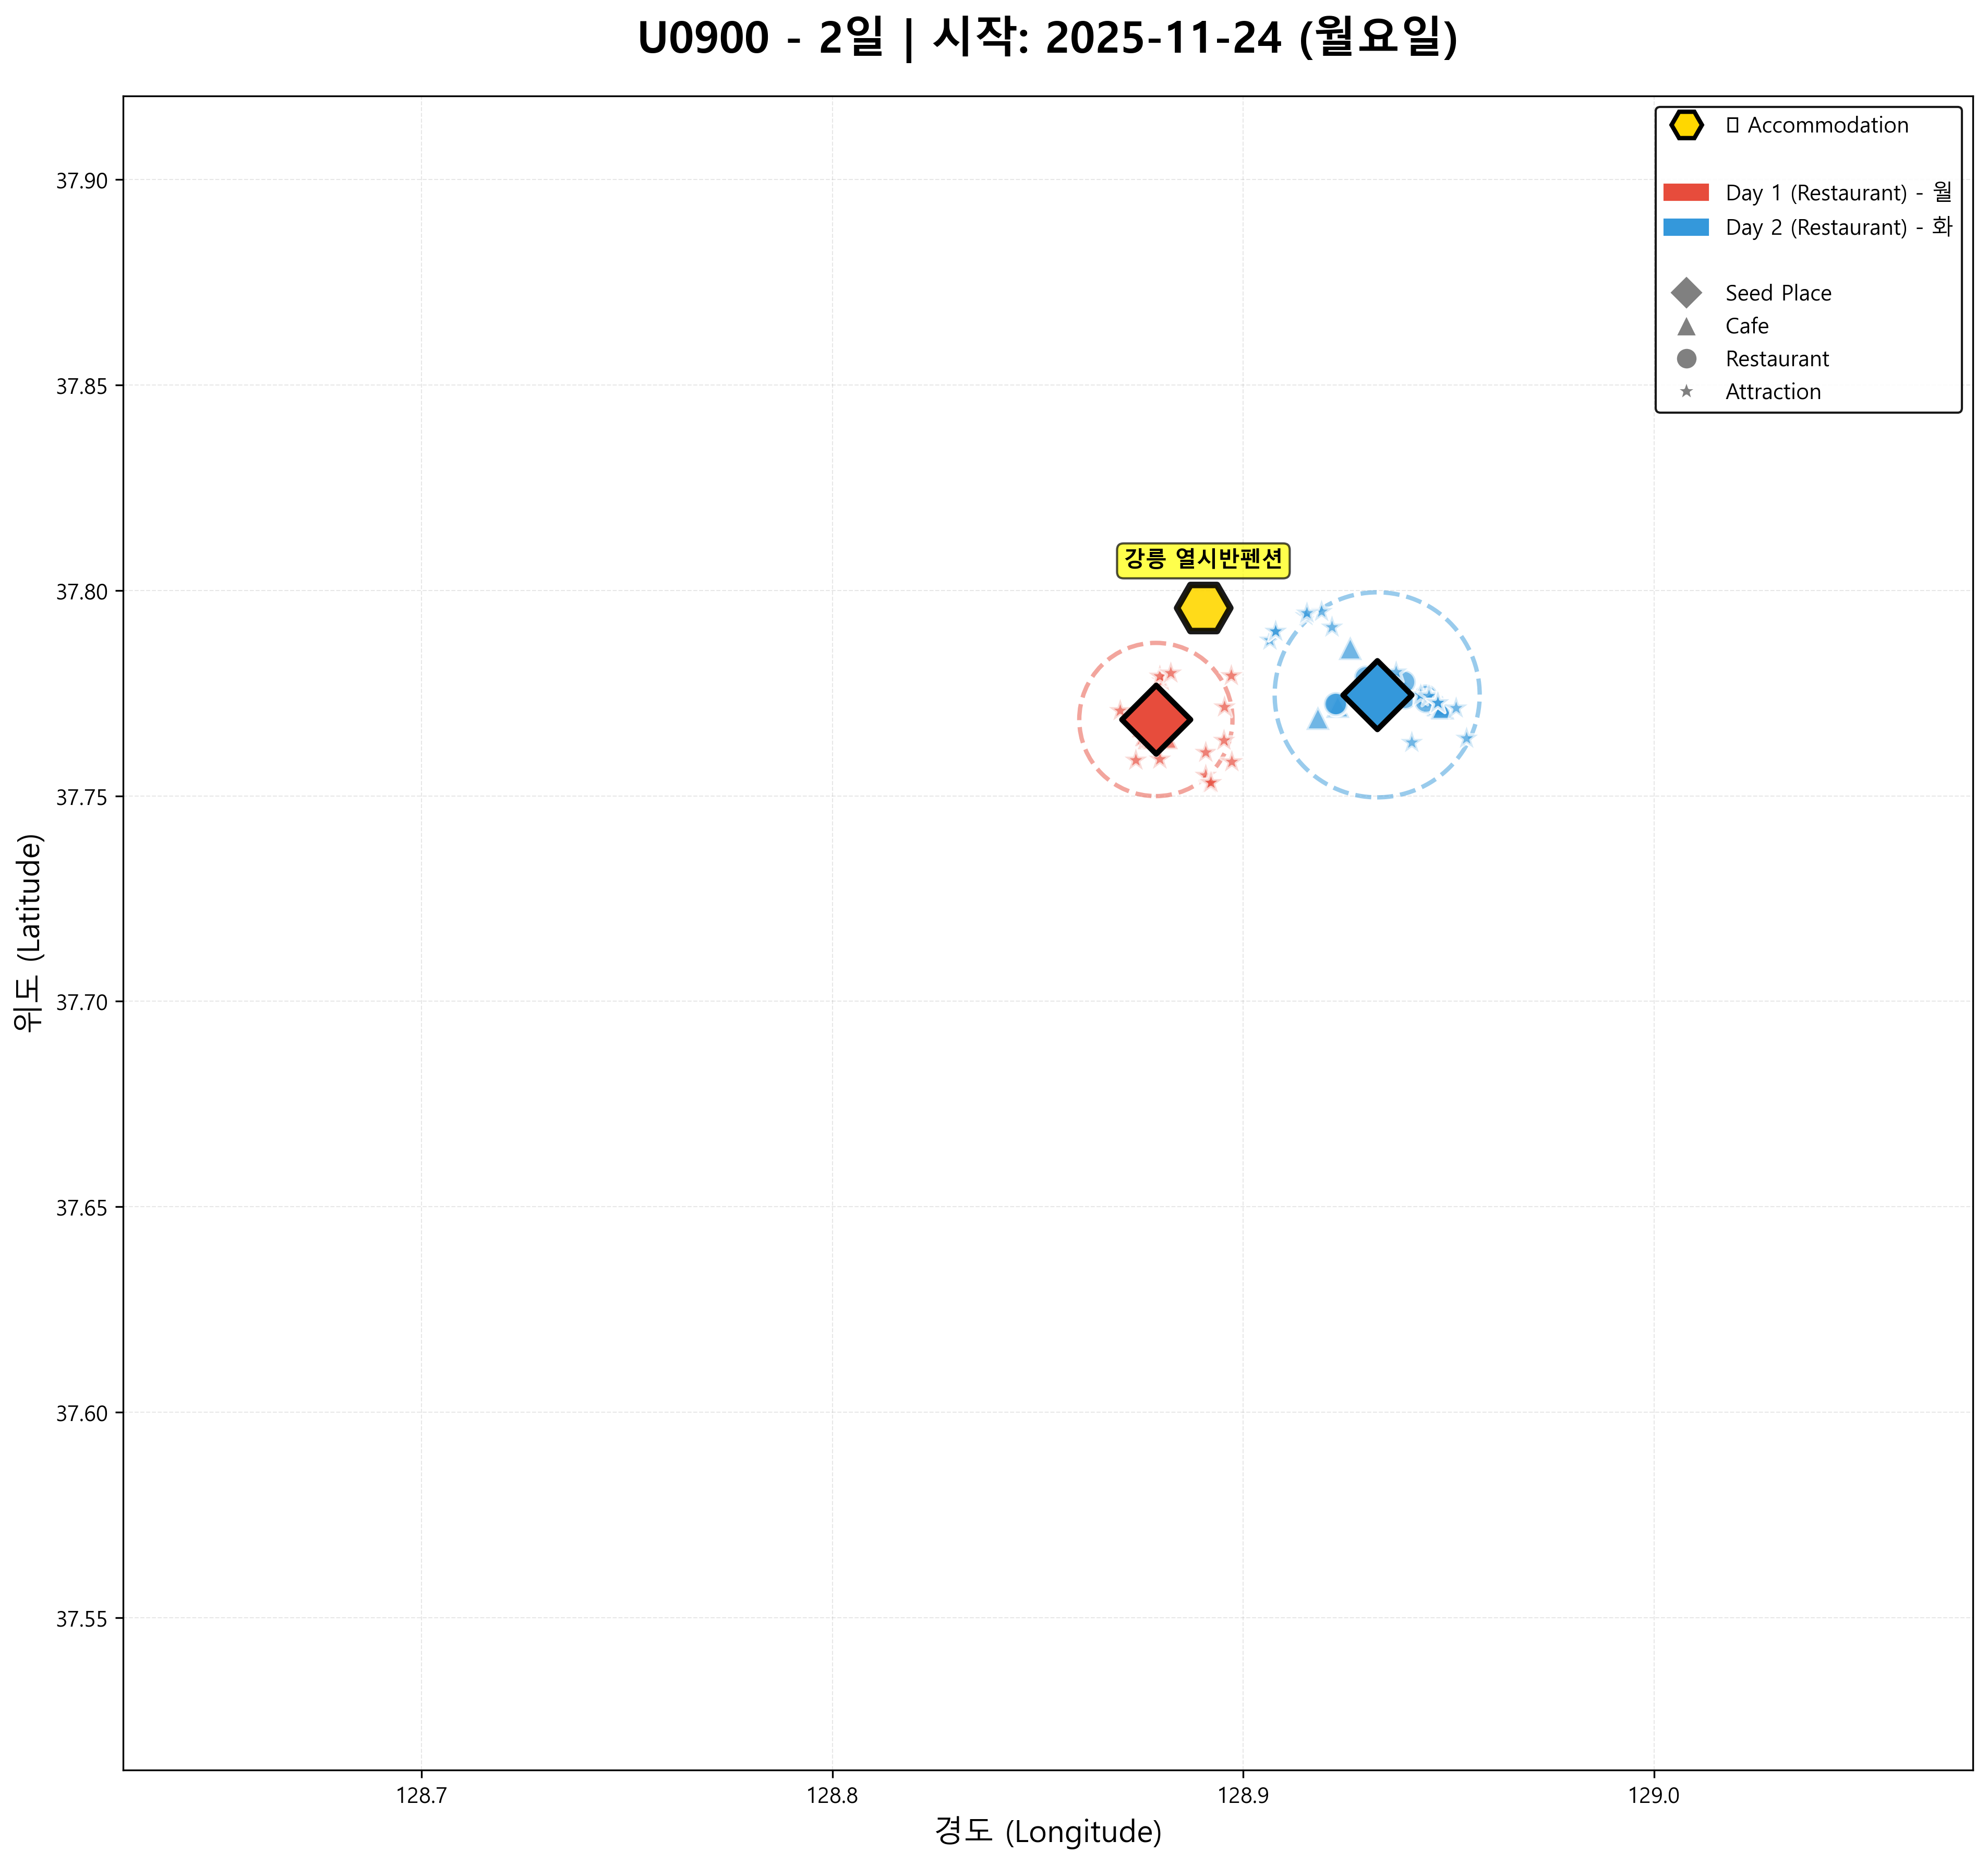 U0900 - 2일 | 시작: 2025-11-24 (월요일)
Accommodation
Day 1 (Restaurant) - 월
Day 2 (Restaurant) - 화
Seed Place
Cafe
Restaurant
Attraction
강릉 열시반펜션
위도 (Latitude)
37.90
37.85
37.80
37.75
37.70
37.65
37.60
37.55
128.7 128.8 128.9 129.0
경도 (Longitude)